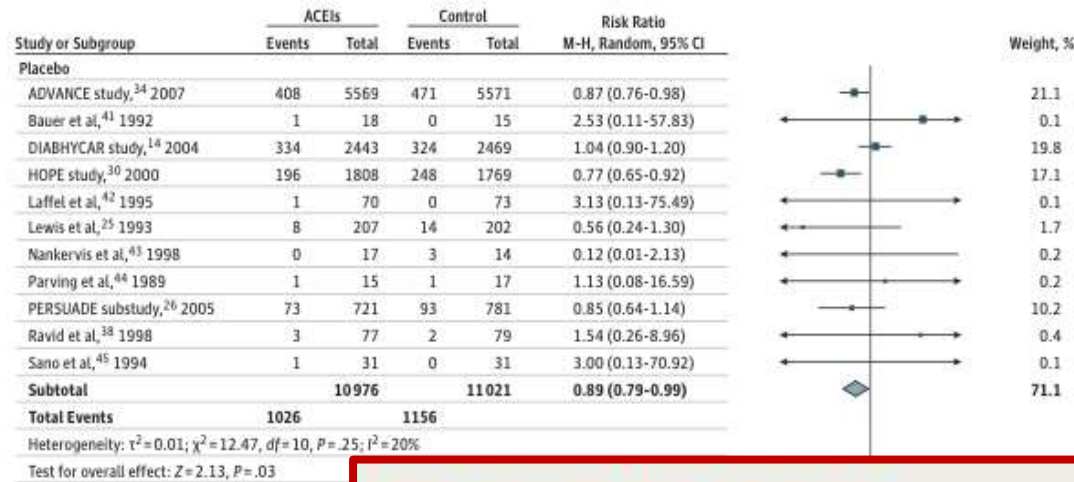 ACEIs Control Risk Ratio
Study or Subgroup Events Total Events Total M-H, Random, 95% CI Weight, %
Placebo
ADVANCE study,34 2007 408 5569 471 5571 0.87 (0.76-0.98) 21.1
Bauer et al,41 1992 1 18 0 15 2.53 (0.11-57.83) 0.1
DIABHYCAR study,14 2004 334 2443 324 2469 1.04 (0.90-1.20) 19.8
HOPE study,30 2000 196 1808 248 1769 0.77 (0.65-0.92) 17.1
Laffel et al,42 1995 1 70 0 73 3.13 (0.13-75.49) 0.1
Lewis et al,25 1993 8 207 14 202 0.56 (0.24-1.30) 1.7
Nankervis et al,43 1998 0 17 3 14 0.12 (0.01-2.13) 0.2
Parving et al,44 1989 1 15 1 17 1.13 (0.08-16.59) 0.2
PERSUADE substudy,26 2005 73 721 93 781 0.85 (0.64-1.14) 10.2
Ravid et al,38 1998 3 77 2 79 1.54 (0.26-8.96) 0.4
Sano et al,45 1994 1 31 0 31 3.00 (0.13-70.92) 0.1
Subtotal 10976 11021 0.89 (0.79-0.99) 71.1
Total Events 1026 1156
Heterogeneity: τ2=0.01; χ2=12.47, df=10, P=.25; I2=20%
Test for overall effect: Z=2.13, P=.03